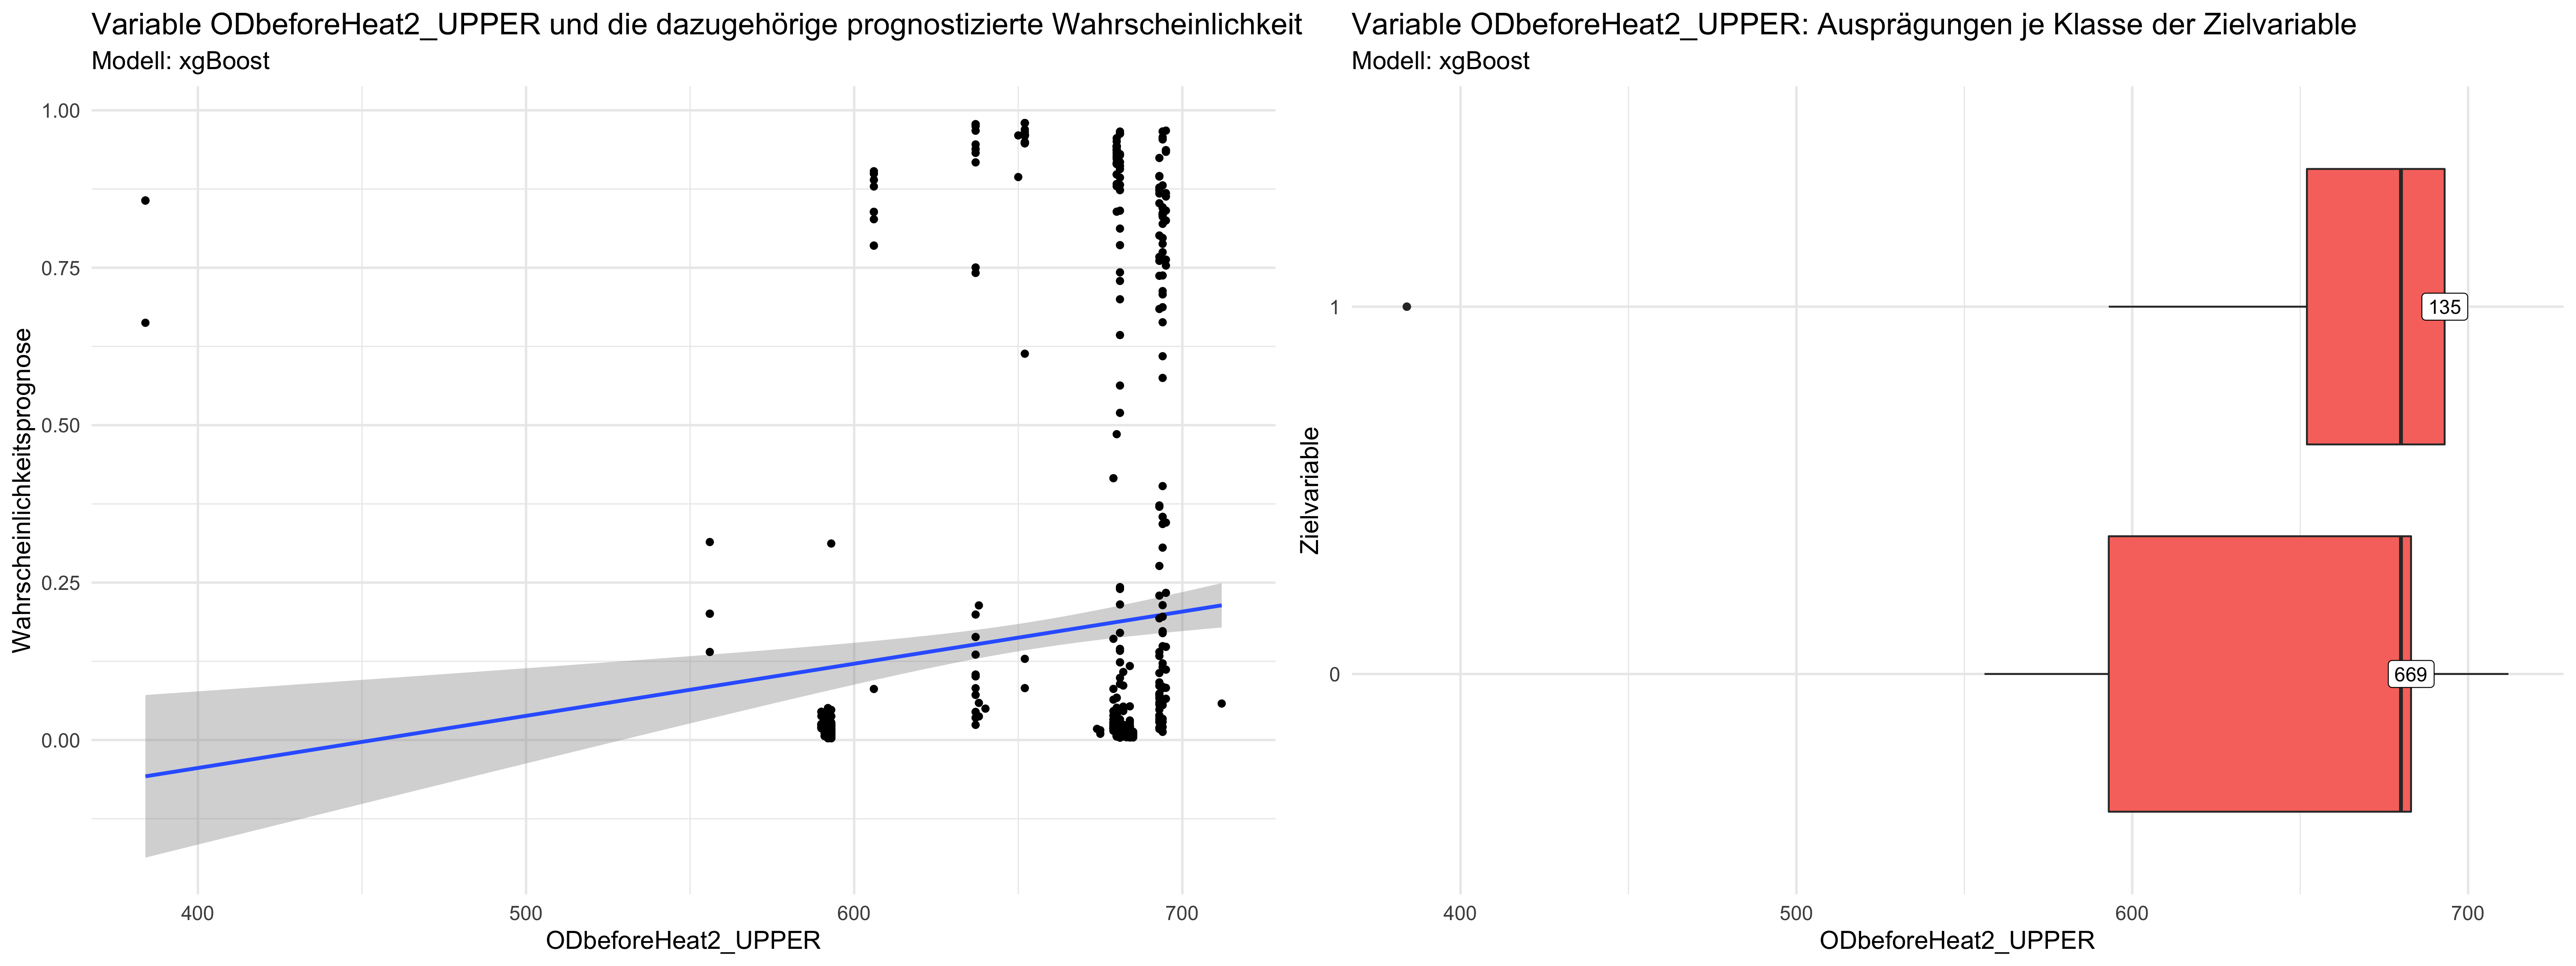 Variable ODbeforeHeat2_UPPER und die dazugehörige prognostizierte Wahrscheinlichkeit
Modell: xgBoost
1.00
0.75
0.50
0.25
0.00
Wahrscheinlichkeitsprognose
400
500
600
700
ODbeforeHeat2_UPPER
Variable ODbeforeHeat2_UPPER: Ausprägungen je Klasse der Zielvariable
Modell: xgBoost
1
0
Zielvariable
135
669
400
500
600
700
ODbeforeHeat2_UPPER